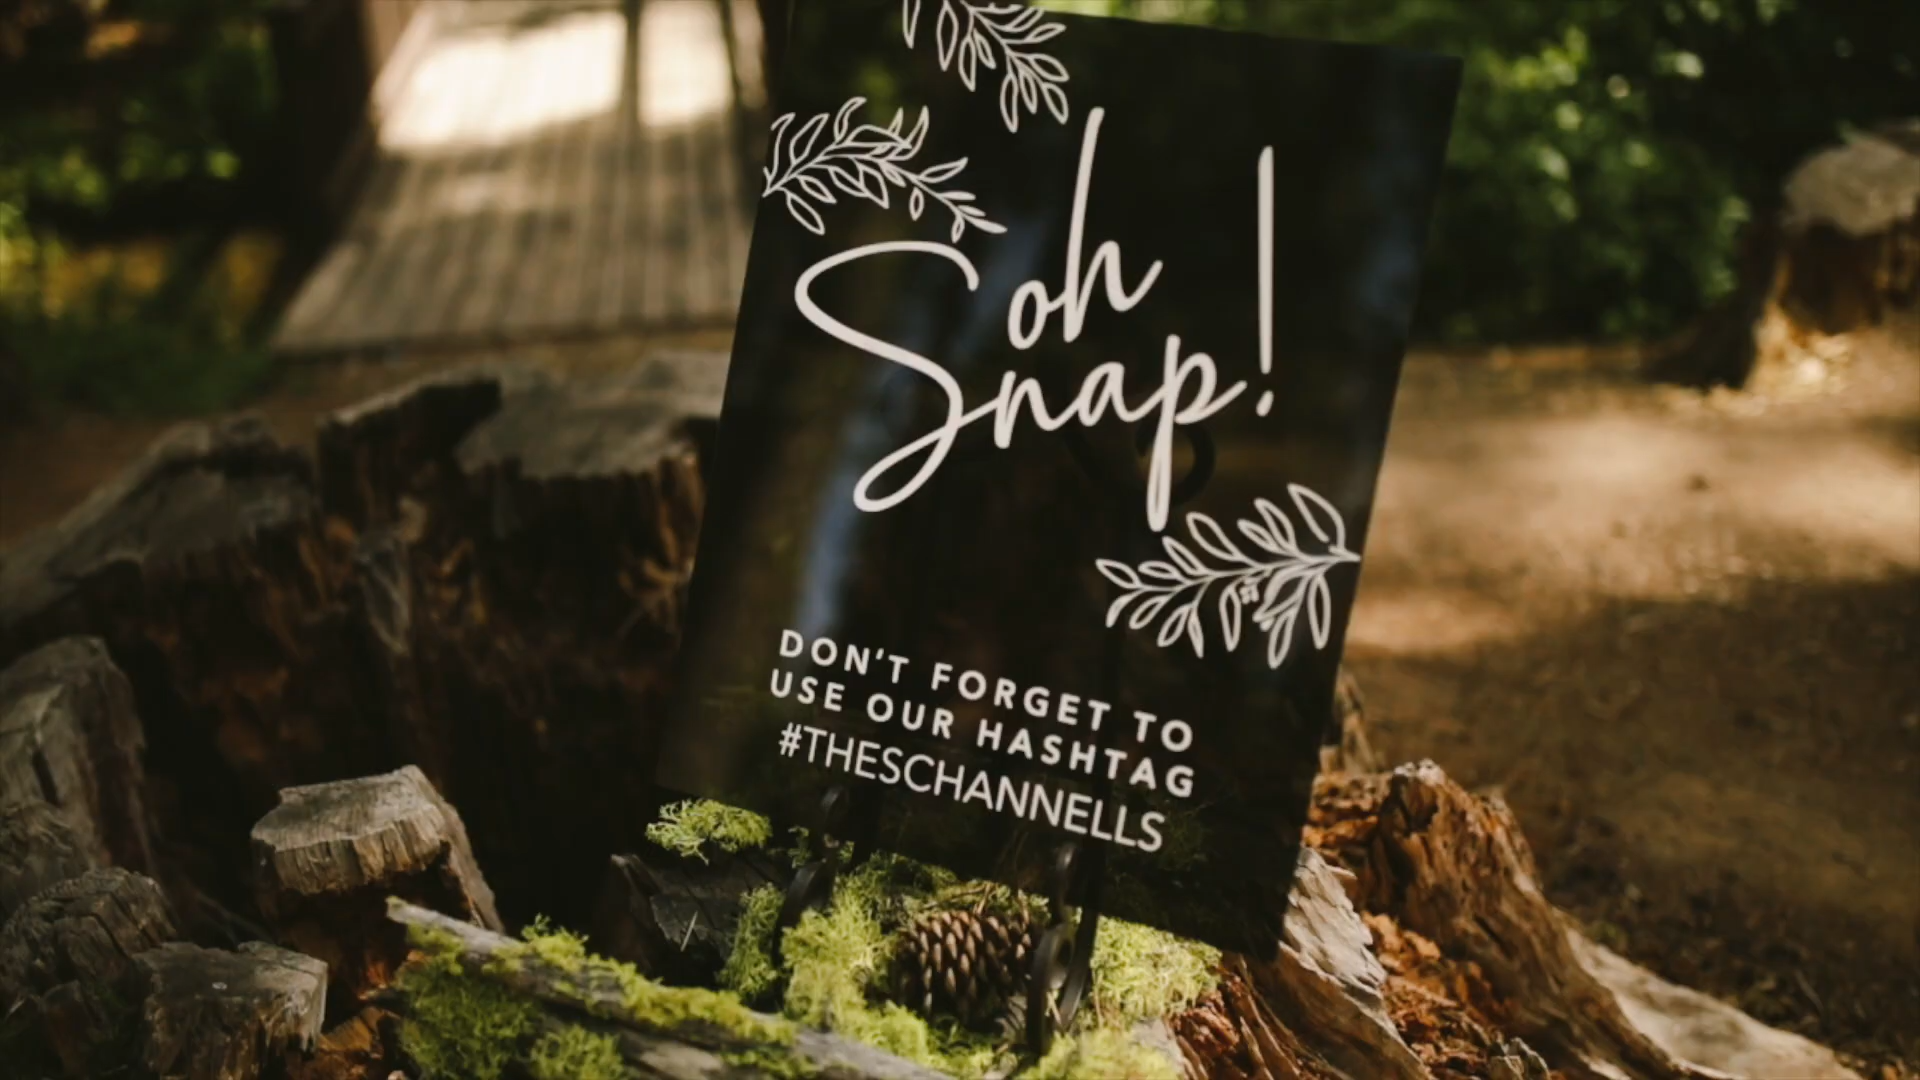 oh
Snap!
DON'T FORGET TO
USE OUR HASHTAG
#THESCHANNELLS